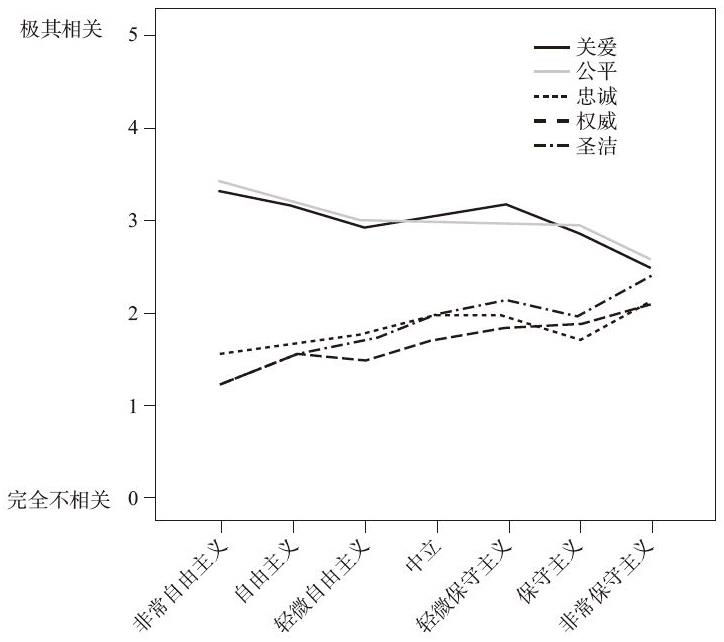 极其相关
5
4
3
2
1
完全不相关 0
关爱
公平
忠诚
权威
圣洁
非常自由主义
自由主义
轻微自由主义
中立
轻微保守主义
保守主义
非常保守主义